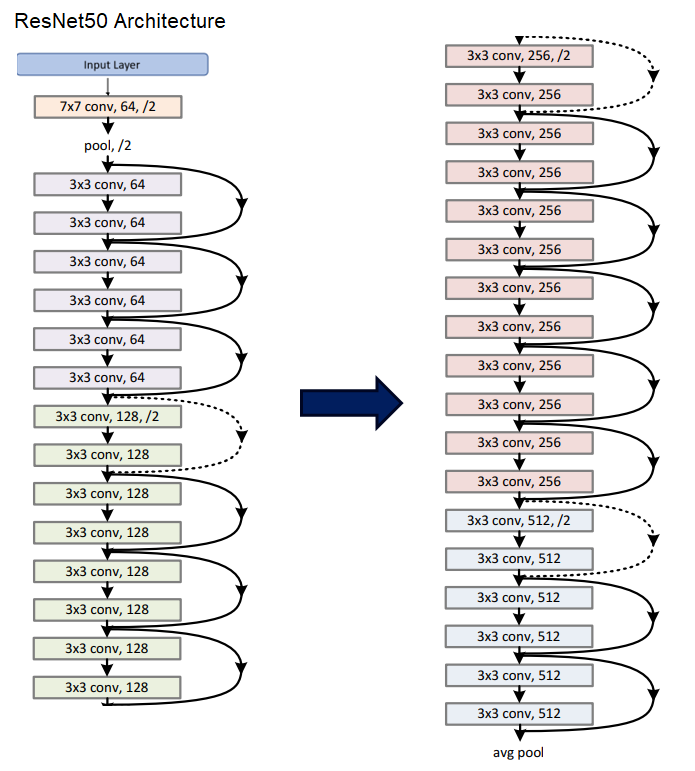 ResNet50 Architecture
Input Layer
7x7 conv, 64, /2
pool, /2
3x3 conv, 64
3x3 conv, 64
3x3 conv, 64
3x3 conv, 64
3x3 conv, 64
3x3 conv, 64
3x3 conv, 128, /2
3x3 conv, 128
3x3 conv, 128
3x3 conv, 128
3x3 conv, 128
3x3 conv, 128
3x3 conv, 128
3x3 conv, 128
3x3 conv, 256, /2
3x3 conv, 256
3x3 conv, 256
3x3 conv, 256
3x3 conv, 256
3x3 conv, 256
3x3 conv, 256
3x3 conv, 256
3x3 conv, 256
3x3 conv, 256
3x3 conv, 256
3x3 conv, 256
3x3 conv, 512, /2
3x3 conv, 512
3x3 conv, 512
3x3 conv, 512
3x3 conv, 512
3x3 conv, 512
avg pool